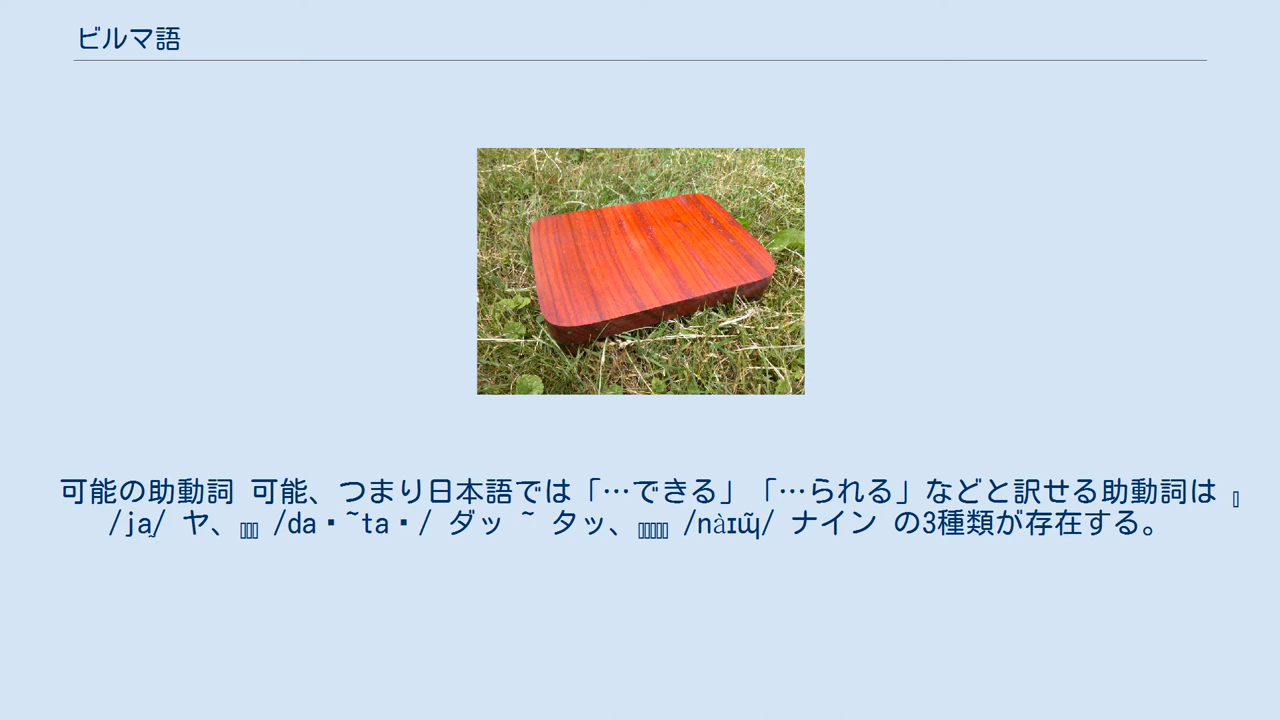 ビルマ語
可能の助動詞 可能、つまり日本語では「…できる」「…られる」などと訳せる助動詞は
/ja̰/ ヤ、 /daʔ~taʔ/ ダッ ~ タッ、 /nàɪɰ̃/ ナイン の3種類が存在する。